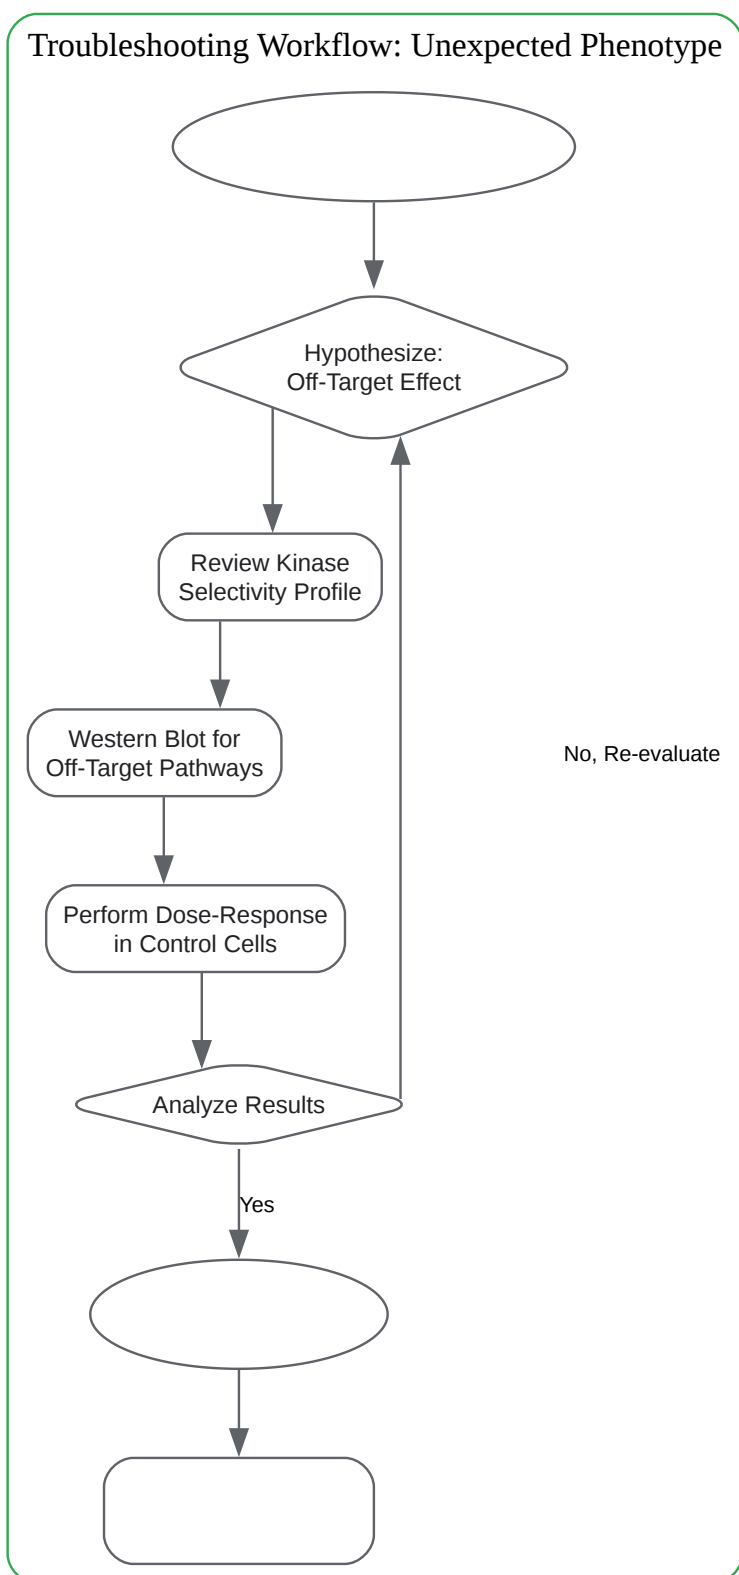 Troubleshooting Workflow: Unexpected Phenotype
Hypothesize:
Off-Target Effect
Review Kinase
Selectivity Profile
Western Blot for
Off-Target Pathways
No, Re-evaluate
Perform Dose-Response
in Control Cells
Analyze Results
Yes